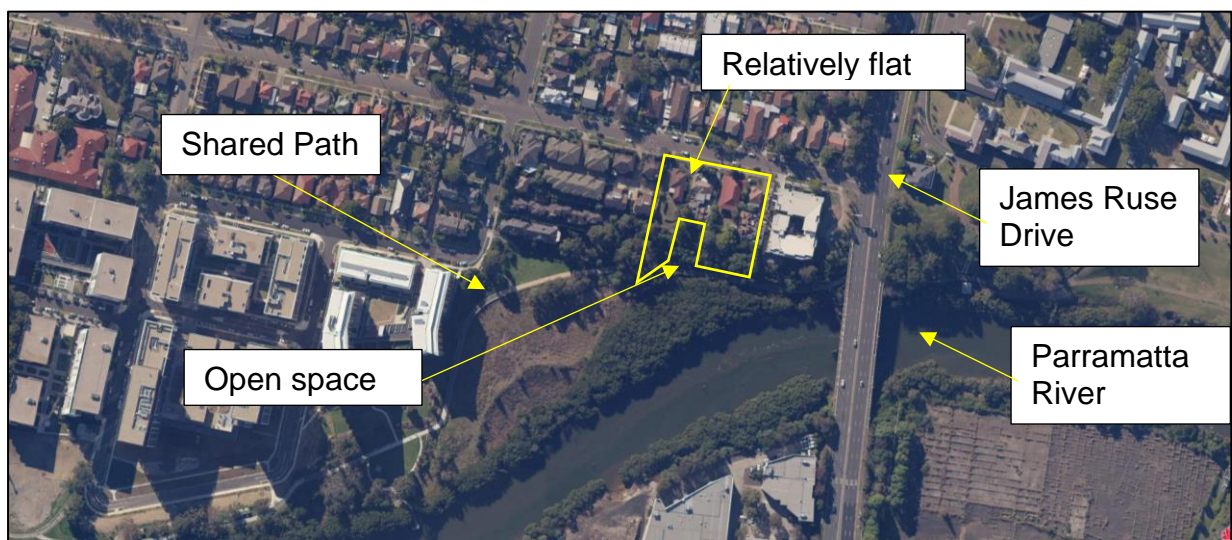 Relatively flat
Shared Path
James Ruse
Drive
Open space
Parramatta
River